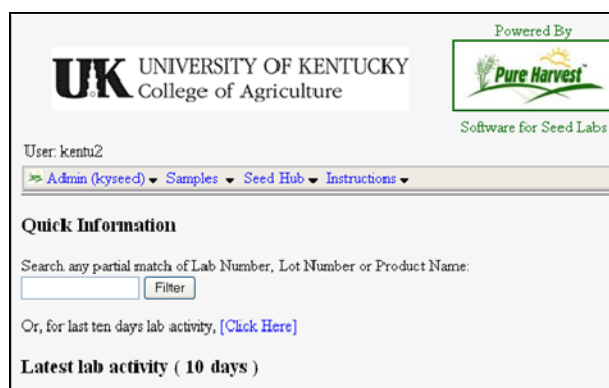 Powered By
UK UNIVERSITY OF KENTUCKY
College of Agriculture
Pure Harvest™
Software for Seed Labs
User: kentu2
Admin (kyseed) Samples Seed Hub Instructions
Quick Information
Search any partial match of Lab Number, Lot Number or Product Name:
Filter
Or, for last ten days lab activity, [Click Here]
Latest lab activity ( 10 days )